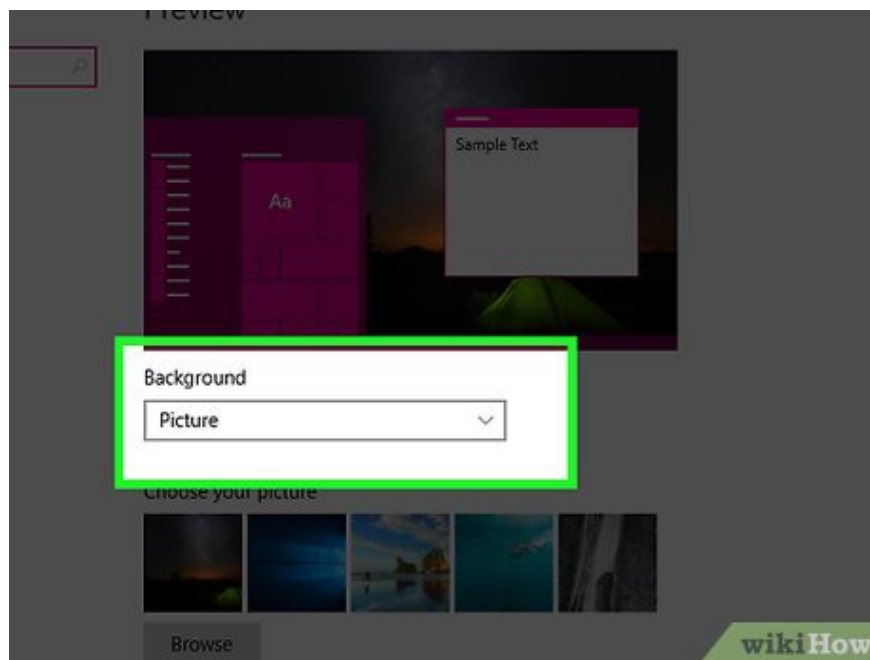 Preview
Sample Text
Aa
Background
Picture
Choose your picture
Browse
wikiHow